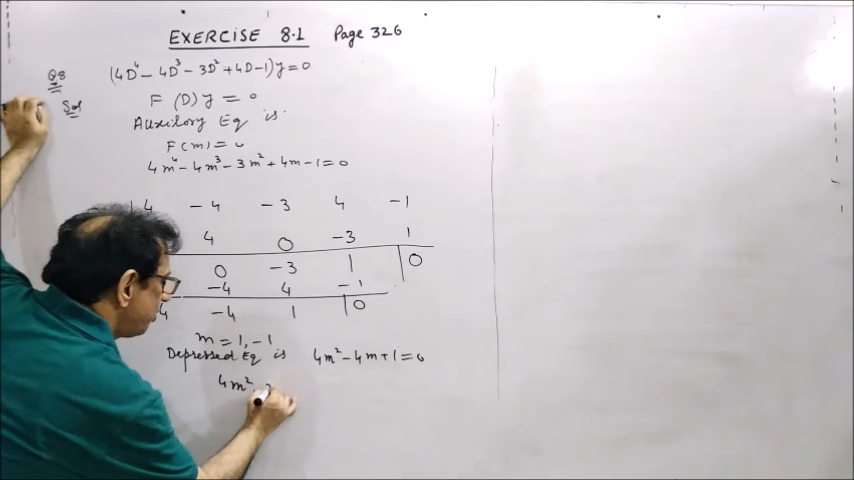 EXERCISE 8.1 Page 326
Q8 (4D⁴ - 4D³ - 3D² + 4D - 1)y = 0
Sol F(D)y = 0
Auxilory Eq is.
F(m) = 0
4m⁴ - 4m³ - 3m² + 4m - 1 = 0
4 -4 -3 4 -1
4 0 -3 1
0 -3 1 0
-4 4 -1
4 -4 1 0
m = 1, -1
Depressed Eq is 4m² - 4m + 1 = 0
4m²